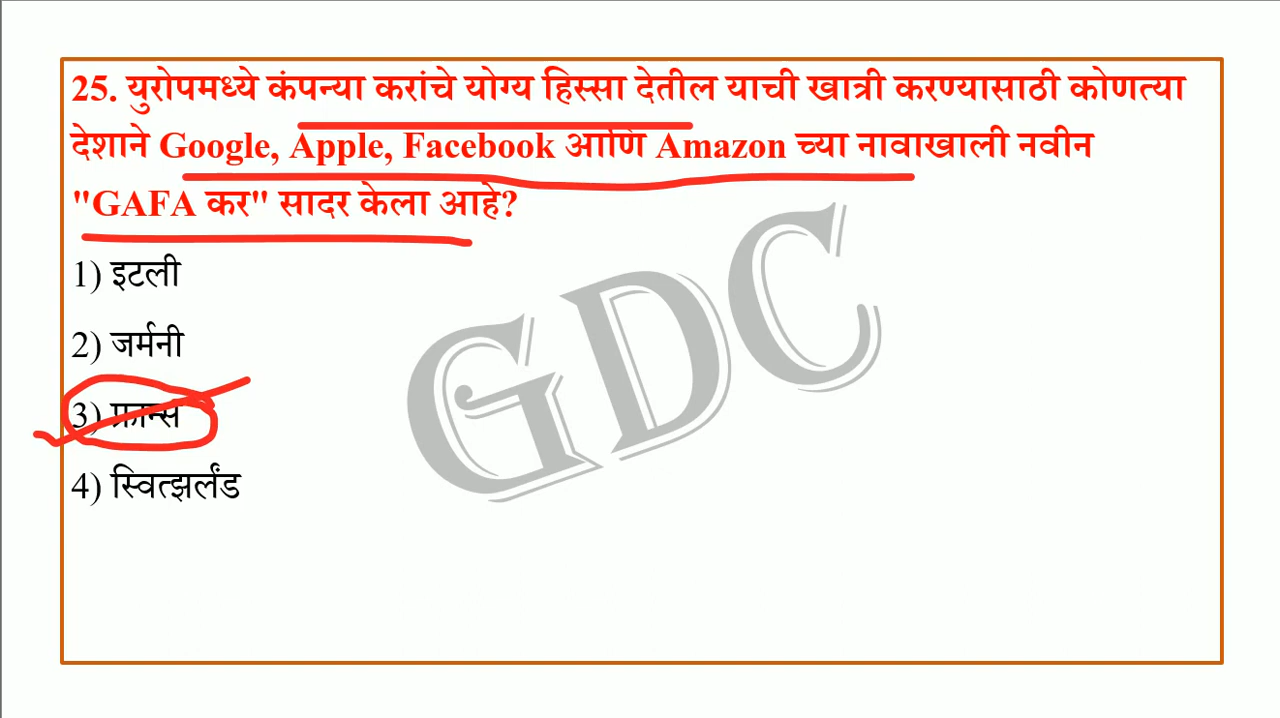 25. युरोपमध्ये कंपन्या करांचे योग्य हिस्सा देतील याची खात्री करण्यासाठी कोणत्या
देशाने Google, Apple, Facebook आणि Amazon च्या नावाखाली नवीन
"GAFA कर" सादर केला आहे?
1) इटली
2) जर्मनी
3) फ्रान्स
4) स्वित्झर्लंड
GDC